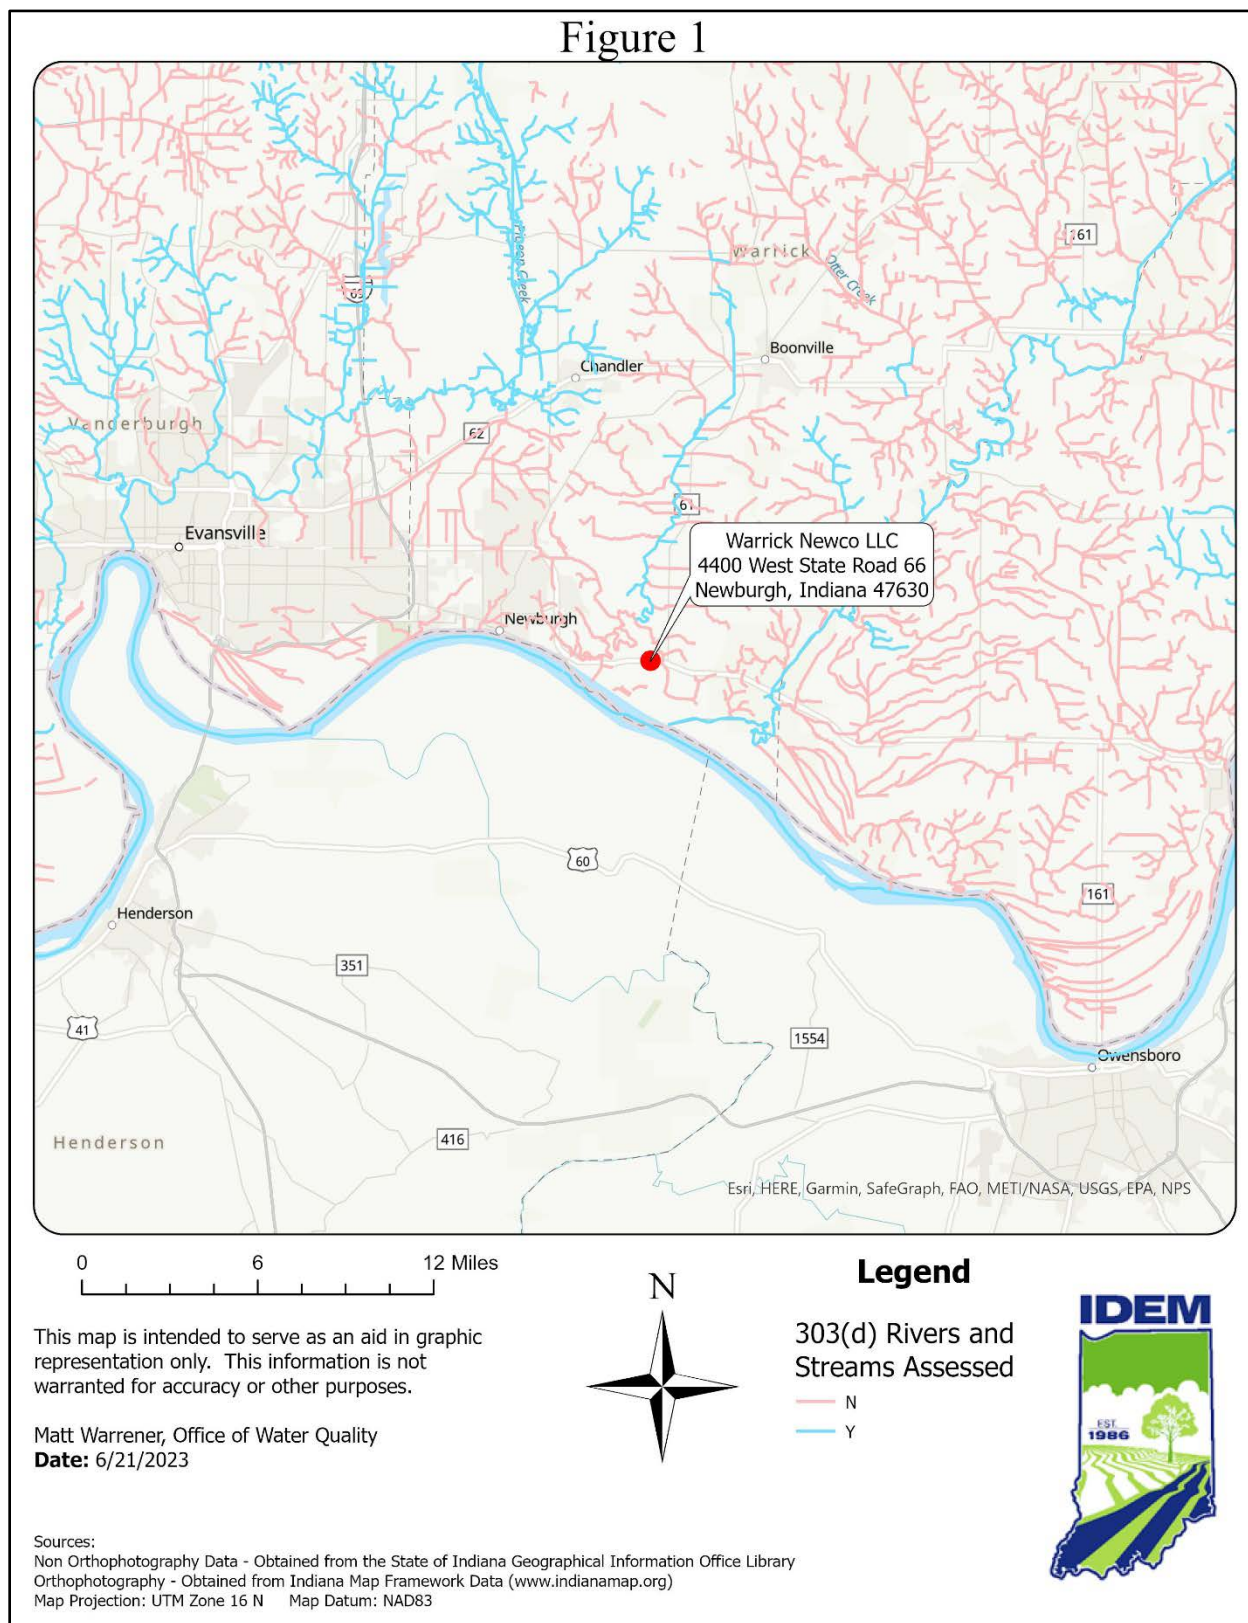 Figure 1
Pigeon Creek
Warrick
161
Otter Creek
Boonville
Chandler
Vanderburgh
62
61
Evansville
Warrick Newco LLC
4400 West State Road 66
Newburgh, Indiana 47630
Newburgh
60
Henderson
161
351
41
1554
Owensboro
Henderson
416
Esri, HERE, Garmin, SafeGraph, FAO, METI/NASA, USGS, EPA, NPS
0 6 12 Miles
N
Legend
303(d) Rivers and
Streams Assessed
N
Y
IDEM
EST.
1986
This map is intended to serve as an aid in graphic
representation only. This information is not
warranted for accuracy or other purposes.
Matt Warrener, Office of Water Quality
Date: 6/21/2023
Sources:
Non Orthophotography Data - Obtained from the State of Indiana Geographical Information Office Library
Orthophotography - Obtained from Indiana Map Framework Data (www.indianamap.org)
Map Projection: UTM Zone 16 N Map Datum: NAD83